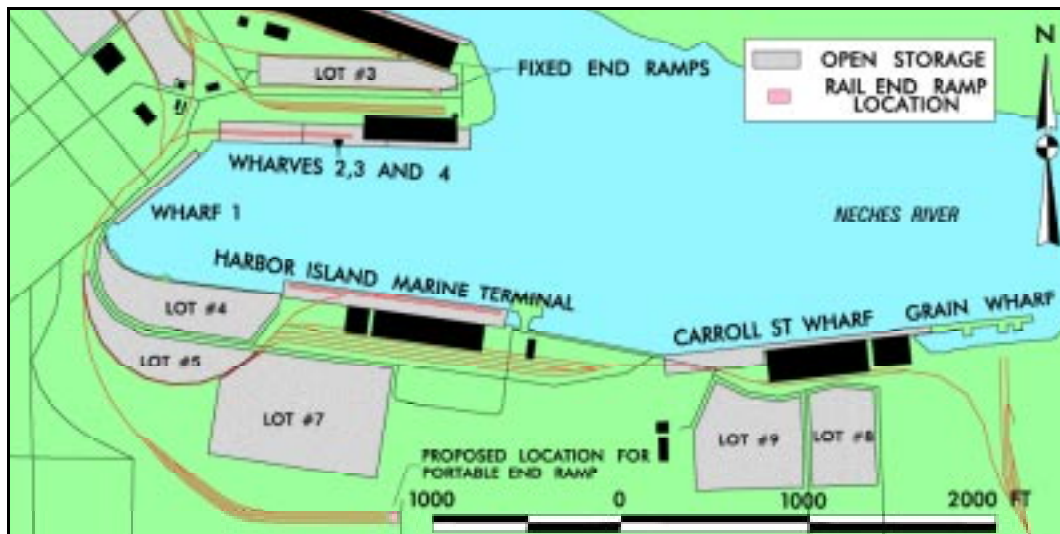 N
OPEN STORAGE
RAIL END RAMP
LOCATION
LOT #3
FIXED END RAMPS
WHARVES 2,3 AND 4
WHARF 1
NECHES RIVER
HARBOR ISLAND MARINE TERMINAL
LOT #4
GRAIN WHARF
CARROLL ST WHARF
LOT #5
LOT #7
LOT #9
LOT #8
PROPOSED LOCATION FOR
PORTABLE END RAMP
1000 0 1000 2000 FT